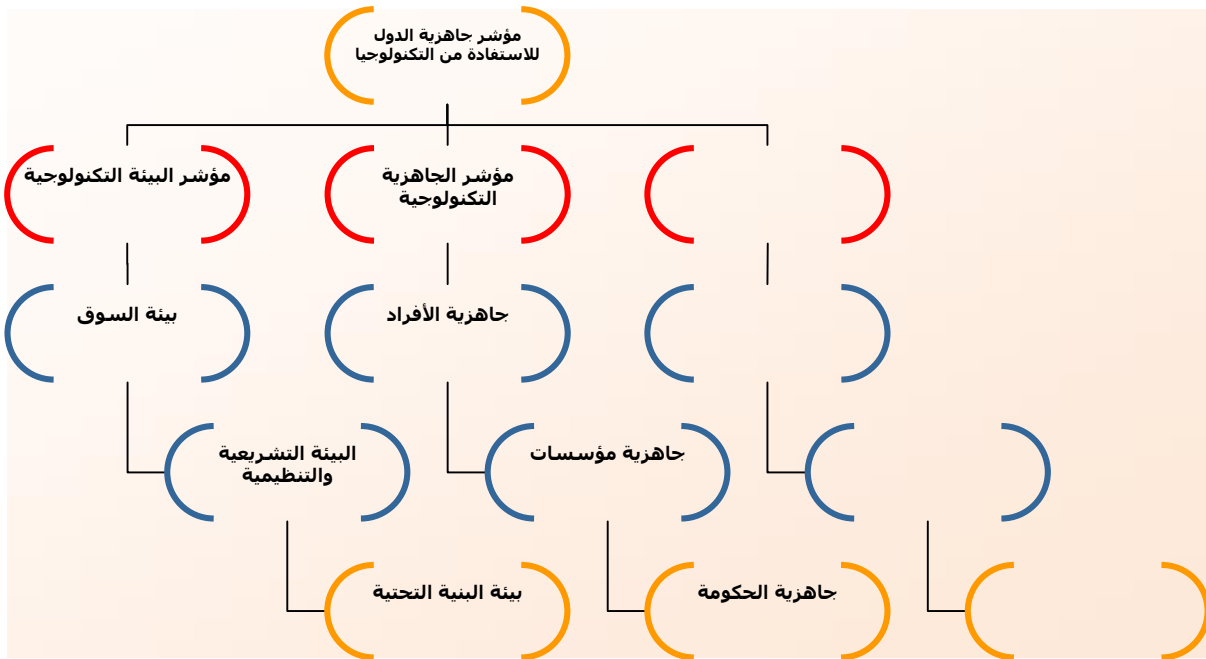 مؤشر جاهزية الدول
للاستفادة من التكنولوجيا
مؤشر الجاهزية
التكنولوجية
مؤشر البيئة التكنولوجية
جاهزية الأفراد
بيئة السوق
جاهزية مؤسسات
البيئة التشريعية
والتنظيمية
جاهزية الحكومة
بيئة البنية التحتية